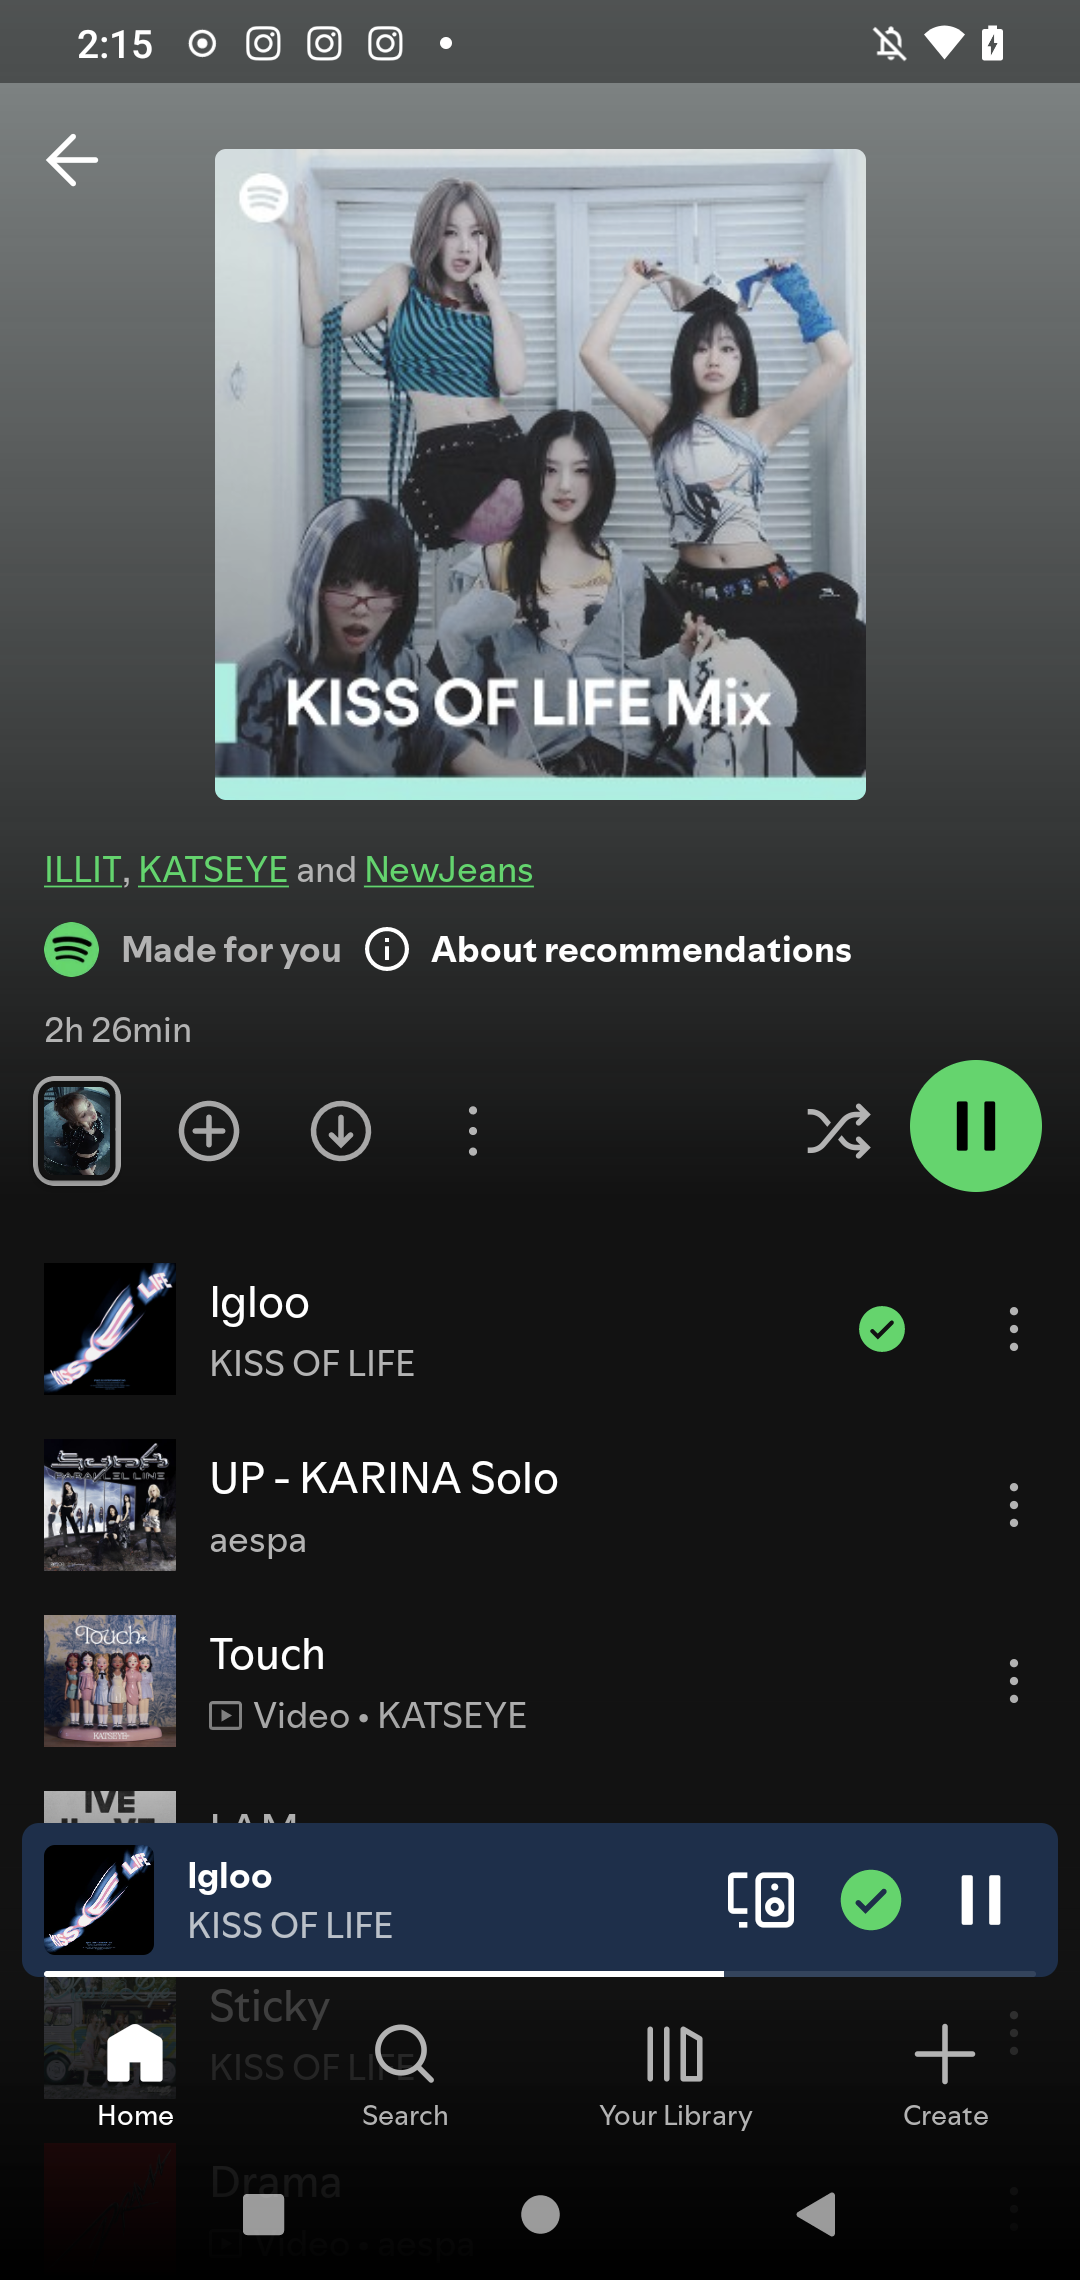 2:15
KISS OF LIFE Mix
ILLIT, KATSEYE and NewJeans
Made for you
About recommendations
2h 26min
Igloo
KISS OF LIFE
UP - KARINA Solo
aespa
Touch
Video • KATSEYE
I AM
Igloo
KISS OF LIFE
Sticky
KISS OF LIFE
Home
Search
Your Library
Create
Drama
Video • aespa